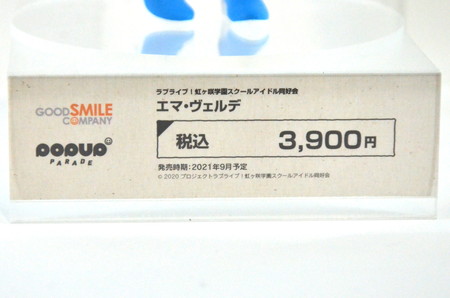 ラブライブ！虹ヶ咲学園スクールアイドル同好会
エマ・ヴェルデ
GOOD SMILE
COMPANY
税込 3,900円
POPUP
PARADE
発売時期：2021年9月予定
© 2020 プロジェクトラブライブ！虹ヶ咲学園スクールアイドル同好会